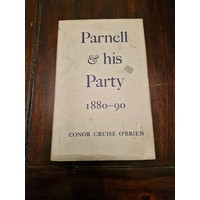 Parnell
& his
Party
1880–90
CONOR CRUISE O'BRIEN